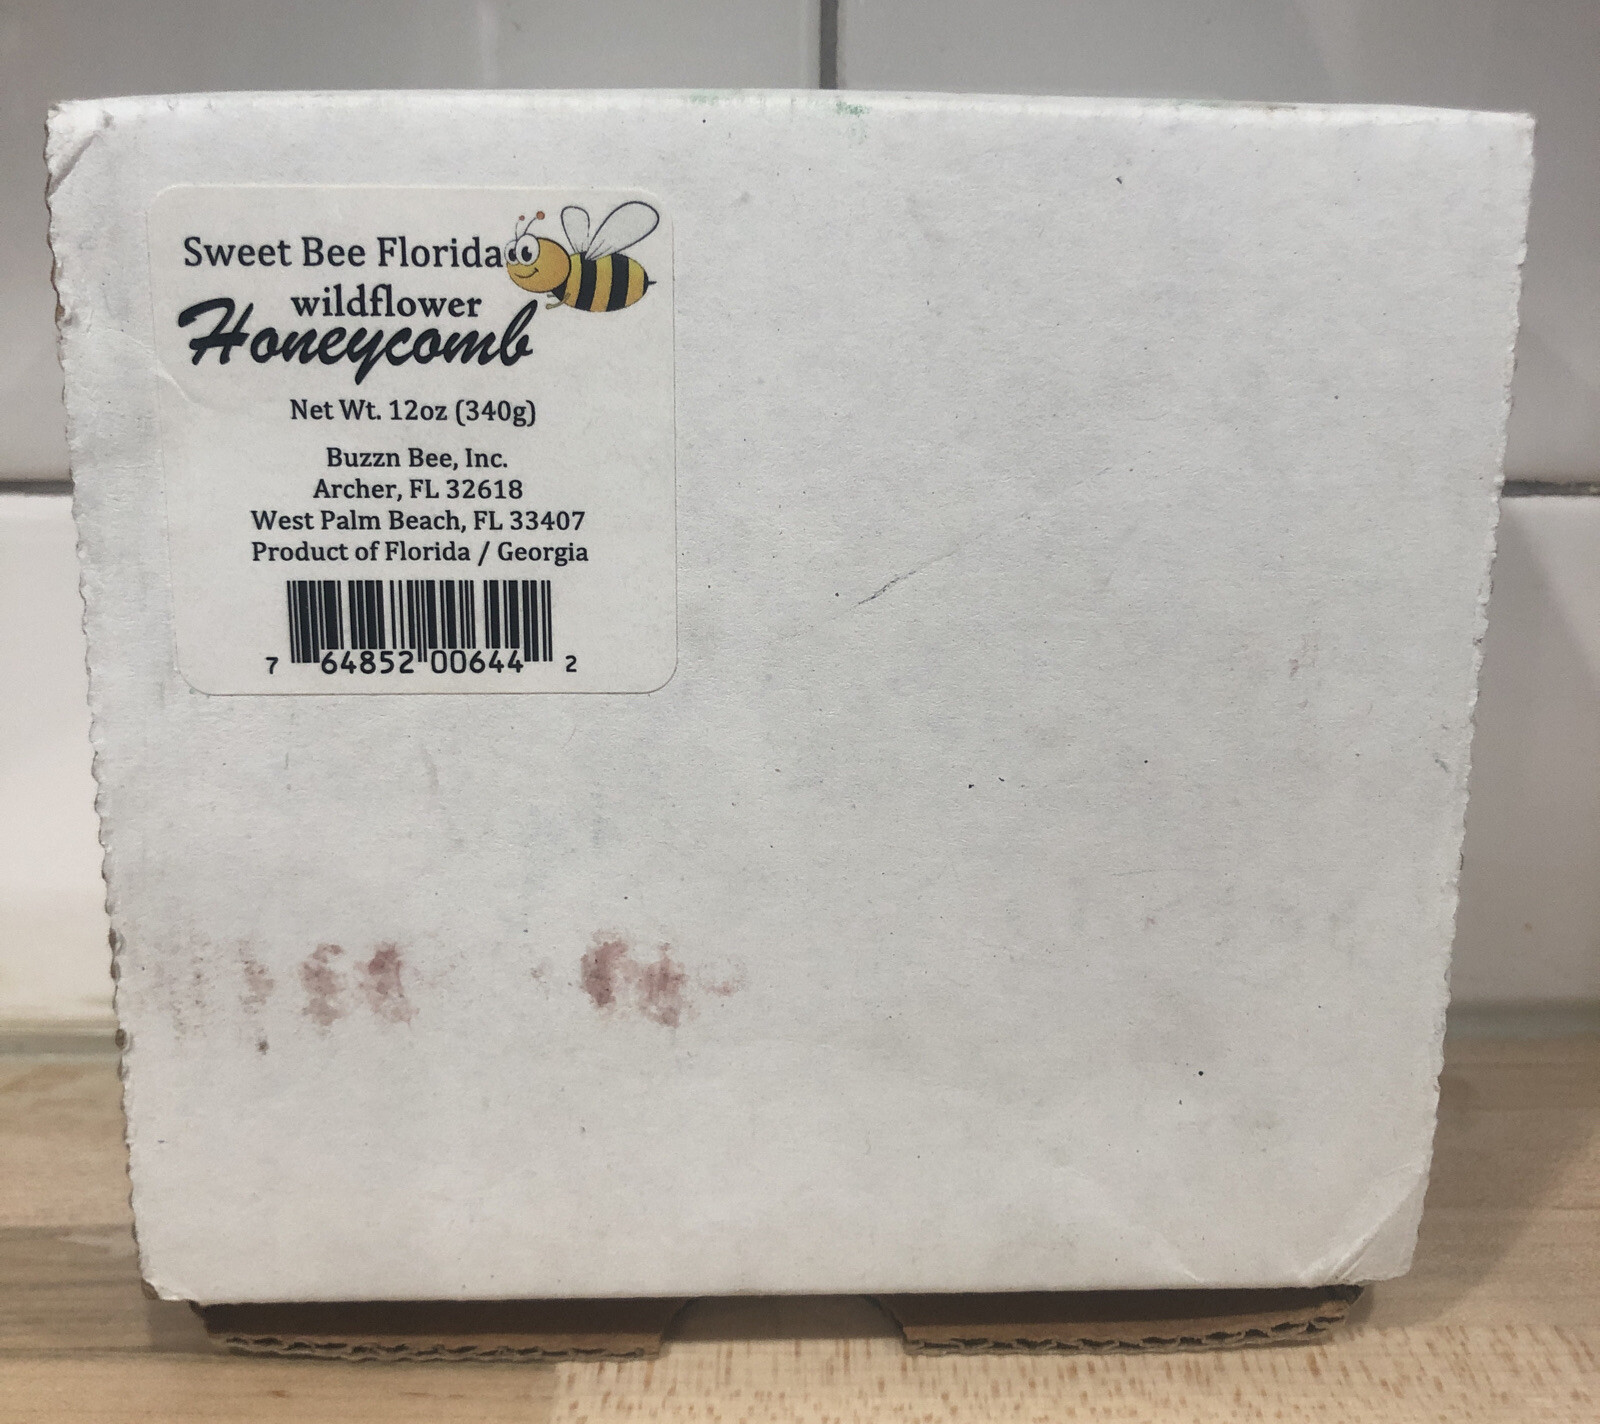 Sweet Bee Florida
wildflower
Honeycomb
Net Wt. 12oz (340g)
Buzzn Bee, Inc.
Archer, FL 32618
West Palm Beach, FL 33407
Product of Florida / Georgia
7 64852 00644 2